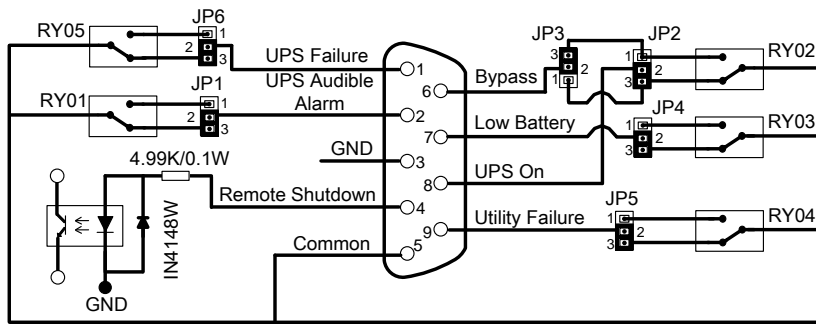 JP6
RY05
1
2
3
UPS Failure
UPS Audible
Alarm
JP1
RY01
1
2
3
GND
4.99K/0.1W
Remote Shutdown
IN4148W
GND
Common
1
2
3
4
5
6
7
8
9
Bypass
Low Battery
UPS On
Utility Failure
JP3
3
2
1
JP2
1
2
3
RY02
JP4
1
2
3
RY03
JP5
1
2
3
RY04